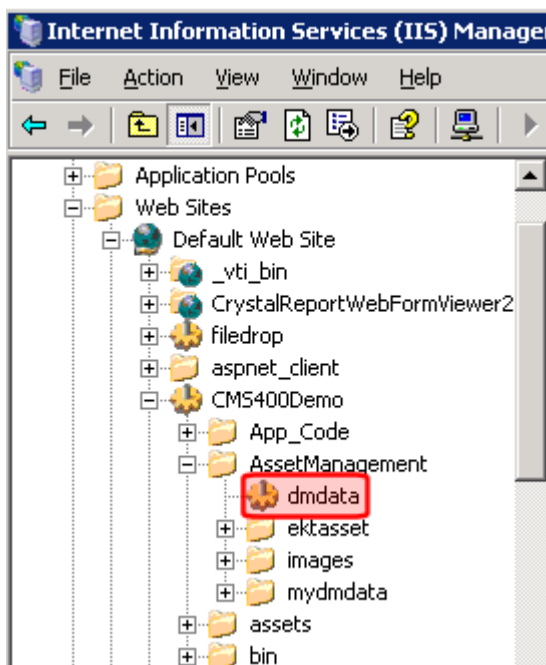 Internet Information Services (IIS) Manage
File Action View Window Help
Application Pools
Web Sites
Default Web Site
_vti_bin
CrystalReportWebFormViewer2
filedrop
aspnet_client
CMS400Demo
App_Code
AssetManagement
dmdata
ektasset
images
mydmdata
assets
bin